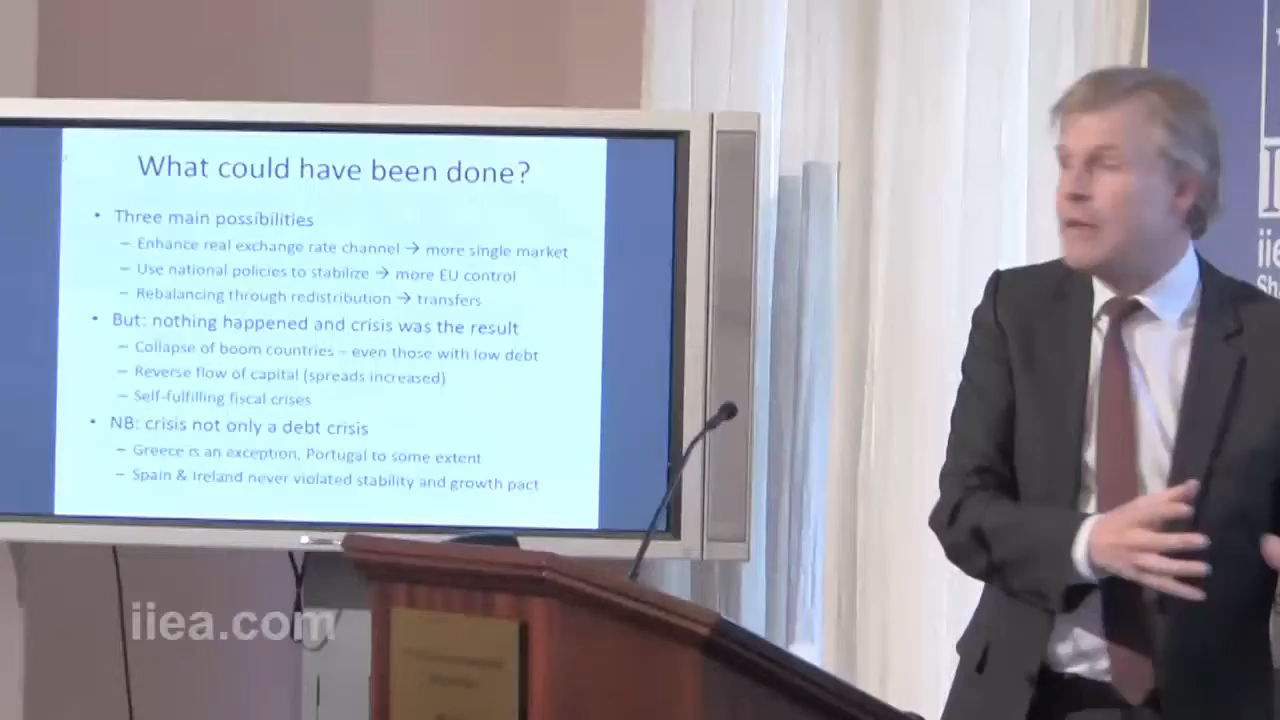 What could have been done?
• Three main possibilities
– Enhance real exchange rate channel → more single market
– Use national policies to stabilize → more EU control
– Rebalancing through redistribution → transfers
• But: nothing happened and crisis was the result
– Collapse of boom countries – even those with low debt
– Reverse flow of capital (spreads increased)
– Self-fulfilling fiscal crises
• NB: crisis not only a debt crisis
– Greece is an exception, Portugal to some extent
– Spain & Ireland never violated stability and growth pact
iiea.com
iie
Sha